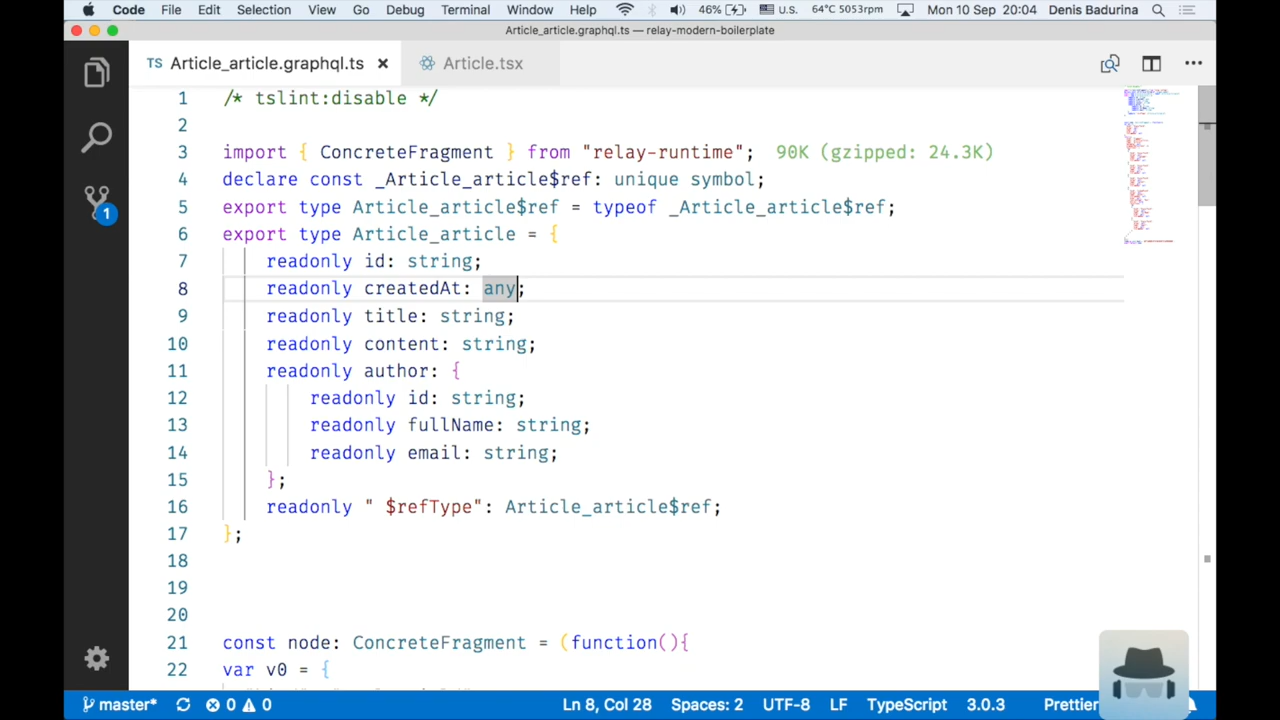 Code File Edit Selection View Go Debug Terminal Window Help 46% U.S. 64°C 5053rpm Mon 10 Sep 20:04 Denis Badurina
Article_article.graphql.ts — relay-modern-boilerplate
TS Article_article.graphql.ts Article.tsx
1 /* tslint:disable */
2
3 import { ConcreteFragment } from "relay-runtime"; 90K (gzipped: 24.3K)
4 declare const _Article_article$ref: unique symbol;
5 export type Article_article$ref = typeof _Article_article$ref;
6 export type Article_article = {
7 readonly id: string;
8 readonly createdAt: any;
9 readonly title: string;
10 readonly content: string;
11 readonly author: {
12 readonly id: string;
13 readonly fullName: string;
14 readonly email: string;
15 };
16 readonly " $refType": Article_article$ref;
17 };
18
19
20
21 const node: ConcreteFragment = (function(){
22 var v0 = {
1
master* 0 0 Ln 8, Col 28 Spaces: 2 UTF-8 LF TypeScript 3.0.3 Prettier